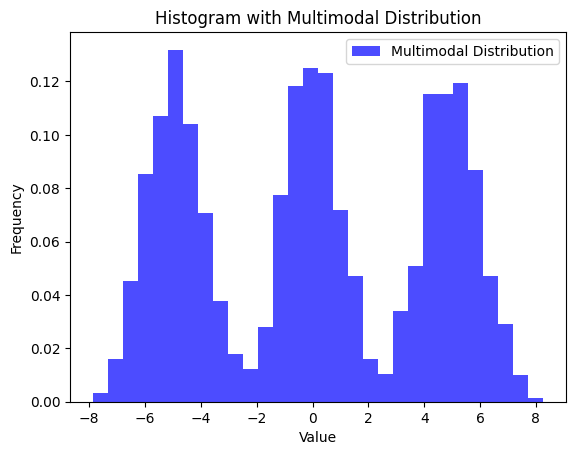 Histogram with Multimodal Distribution
Multimodal Distribution
Frequency
0.12
0.10
0.08
0.06
0.04
0.02
0.00
−8 −6 −4 −2 0 2 4 6 8
Value